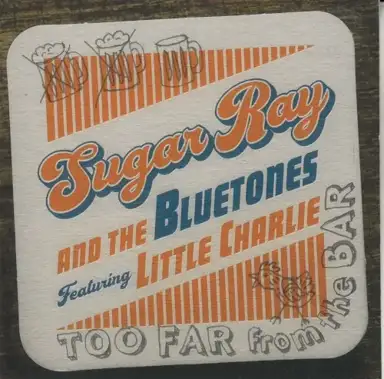 Sugar Ray
AND THE BLUETONES
Featuring LITTLE CHARLIE
TOO FAR from the BAR